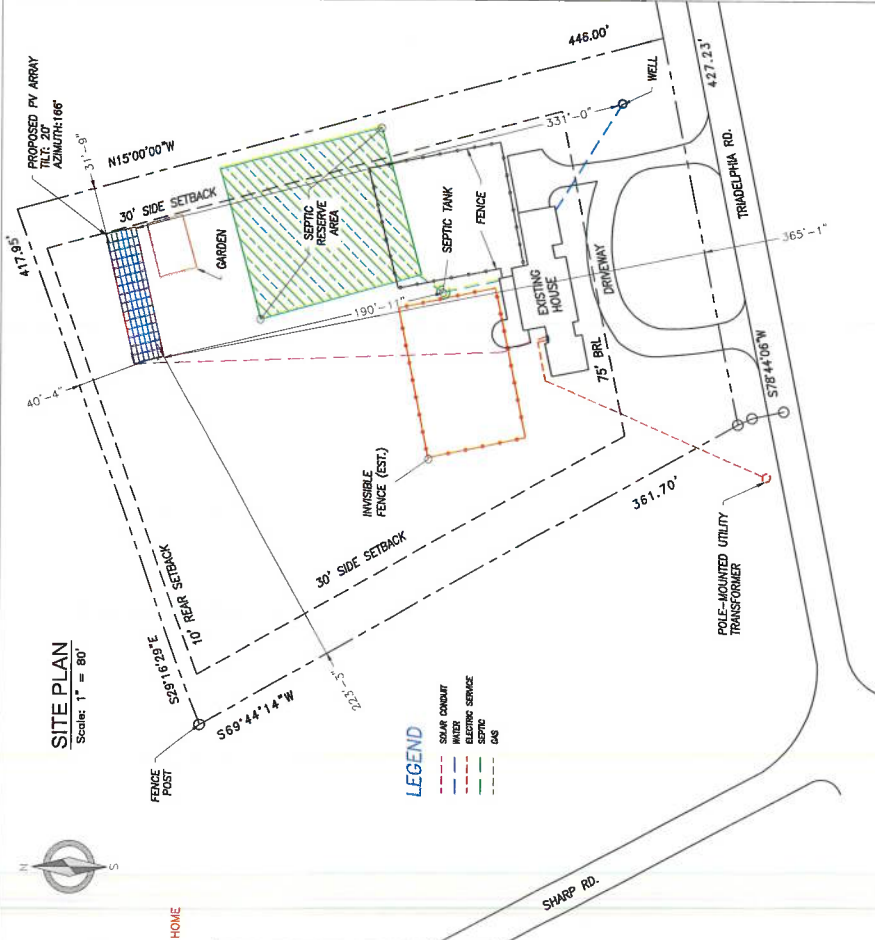 PROPOSED PV ARRAY
TILT: 20°
AZIMUTH:166°
31'-9"
N15°00'00"W
446.00'
417.95'
30' SIDE SETBACK
GARDEN
SEPTIC
RESERVE
AREA
331'-0"
WELL
427.23'
TRIADELPHIA RD.
SEPTIC TANK
FENCE
190'-11"
365'-1"
EXISTING
HOUSE
DRIVEWAY
75' BRL
S78°44'06"W
40'-4"
INVISIBLE
FENCE (EST.)
361.70'
30' SIDE SETBACK
POLE-MOUNTED UTILITY
TRANSFORMER
SITE PLAN
Scale: 1" = 80'
S29°16'29"E
10' REAR SETBACK
223'-3"
S69°44'14"W
FENCE
POST
LEGEND
SOLAR CONDUIT
WATER
ELECTRIC SERVICE
SEPTIC
GAS
N
S
HOME
SHARP RD.